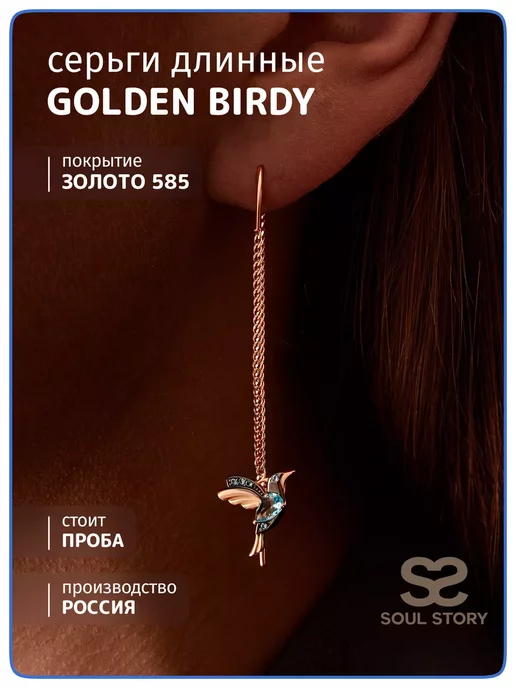 серьги длинные
GOLDEN BIRDY
покрытие
ЗОЛОТО 585
стоит
ПРОБА
производство
РОССИЯ
SOUL STORY